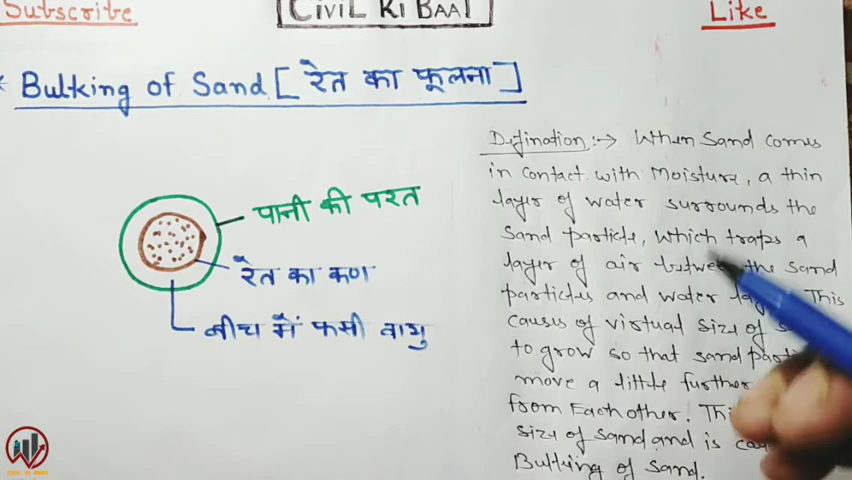 Subscribe
CIVIL KI BAAT
Like
* Bulking of Sand [ रेत का फूलना ]
पानी की परत
रेत का कण
बीच में फसी वायु
Defination:→ When Sand comes
in contact with Moisture, a thin
layer of water surrounds the
Sand particle, which traps a
layer of air between the Sand
particles and water This
causes of virtual size of
to grow so that sand
move a little further
from Each other.
size of sand and is
Bulking of Sand.